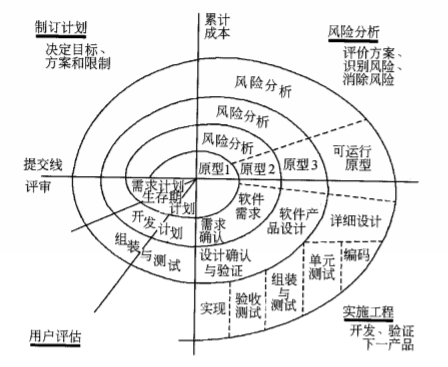 制订计划
决定目标、
方案和限制
累计
成本
风险分析
评价方案、
识别风险、
消除风险
风险分析
风险分析
风险分析
可运行
原型
原型1
原型2
原型3
提交线
评审
需求计划
生存期
计划
开发计划
组装与测试
软件
需求
需求
确认
软件产
品设计
详细设计
设计确认
与验证
实现
验收
测试
组装
与
测试
单元
测试
编码
用户评估
实施工程
开发、验证
下一产品